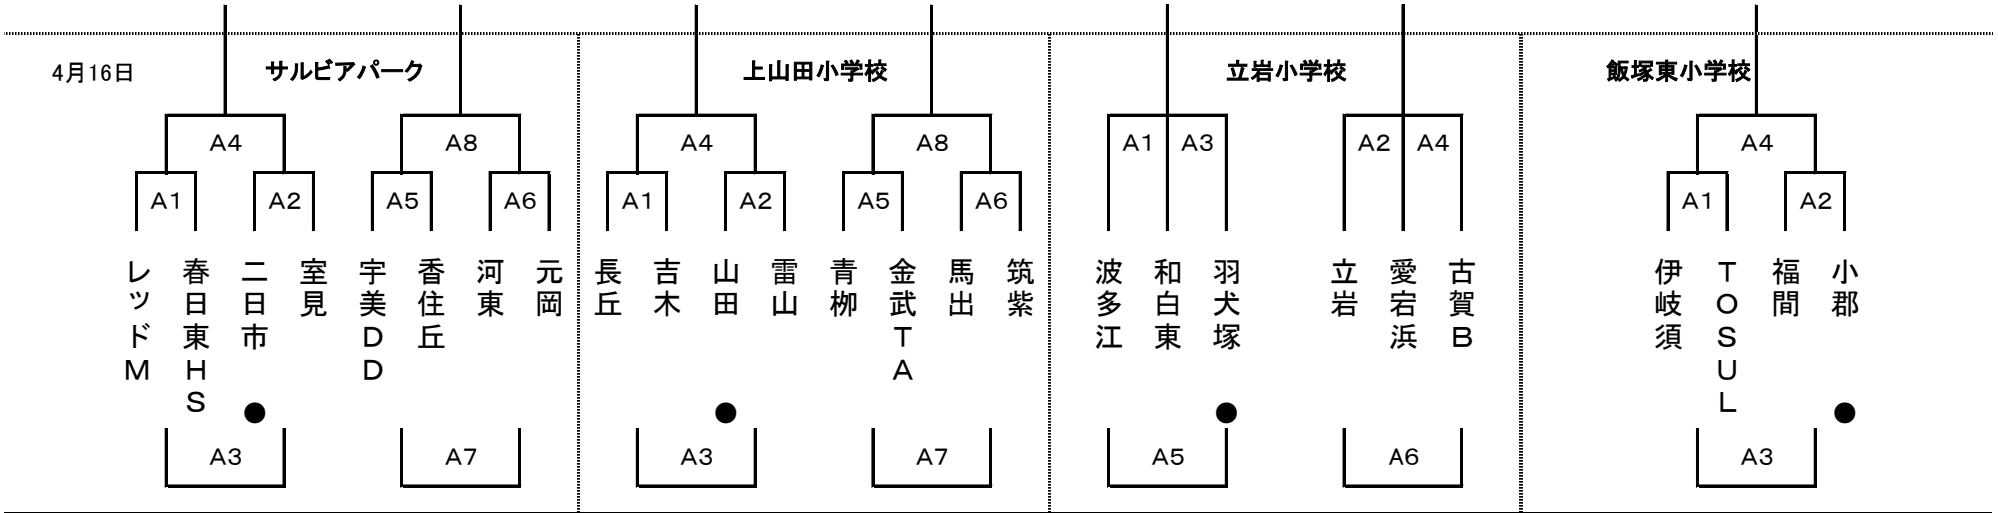 4月16日
サルビアパーク
上山田小学校
立岩小学校
飯塚東小学校
A4
A8
A4
A8
A1
A3
A2
A4
A4
A1
A2
A5
A6
A1
A2
A5
A6
A1
A2
レッドM
春日東HS
二日市
室見
宇美DD
香住丘
河東
元岡
長丘
吉木
山田
雷山
青柳
金武TA
馬出
筑紫
波多江
和白東
羽犬塚
立岩
愛宕浜
古賀B
伊岐須
TOSUL
福間
小郡
A3
A7
A3
A7
A5
A6
A3